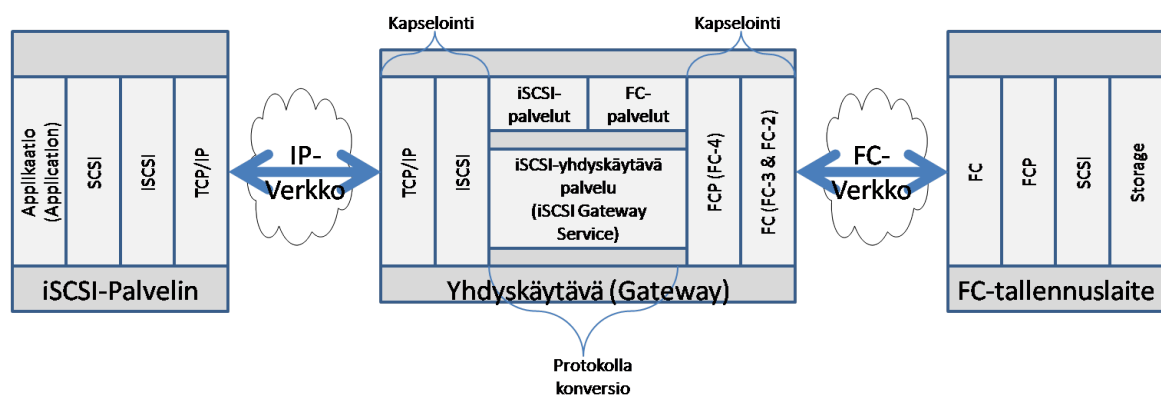 Kapselointi
Kapselointi
Applikaatio
(Application)
SCSI
iSCSI
TCP/IP
iSCSI-Palvelin
IP-
Verkko
TCP/IP
iSCSI
iSCSI-
palvelut
FC-
palvelut
iSCSI-yhdyskäytävä
palvelu
(iSCSI Gateway
Service)
FCP (FC-4)
FC (FC-3 & FC-2)
Yhdyskäytävä (Gateway)
Protokolla
konversio
FC-
Verkko
FC
FCP
SCSI
Storage
FC-tallennuslaite